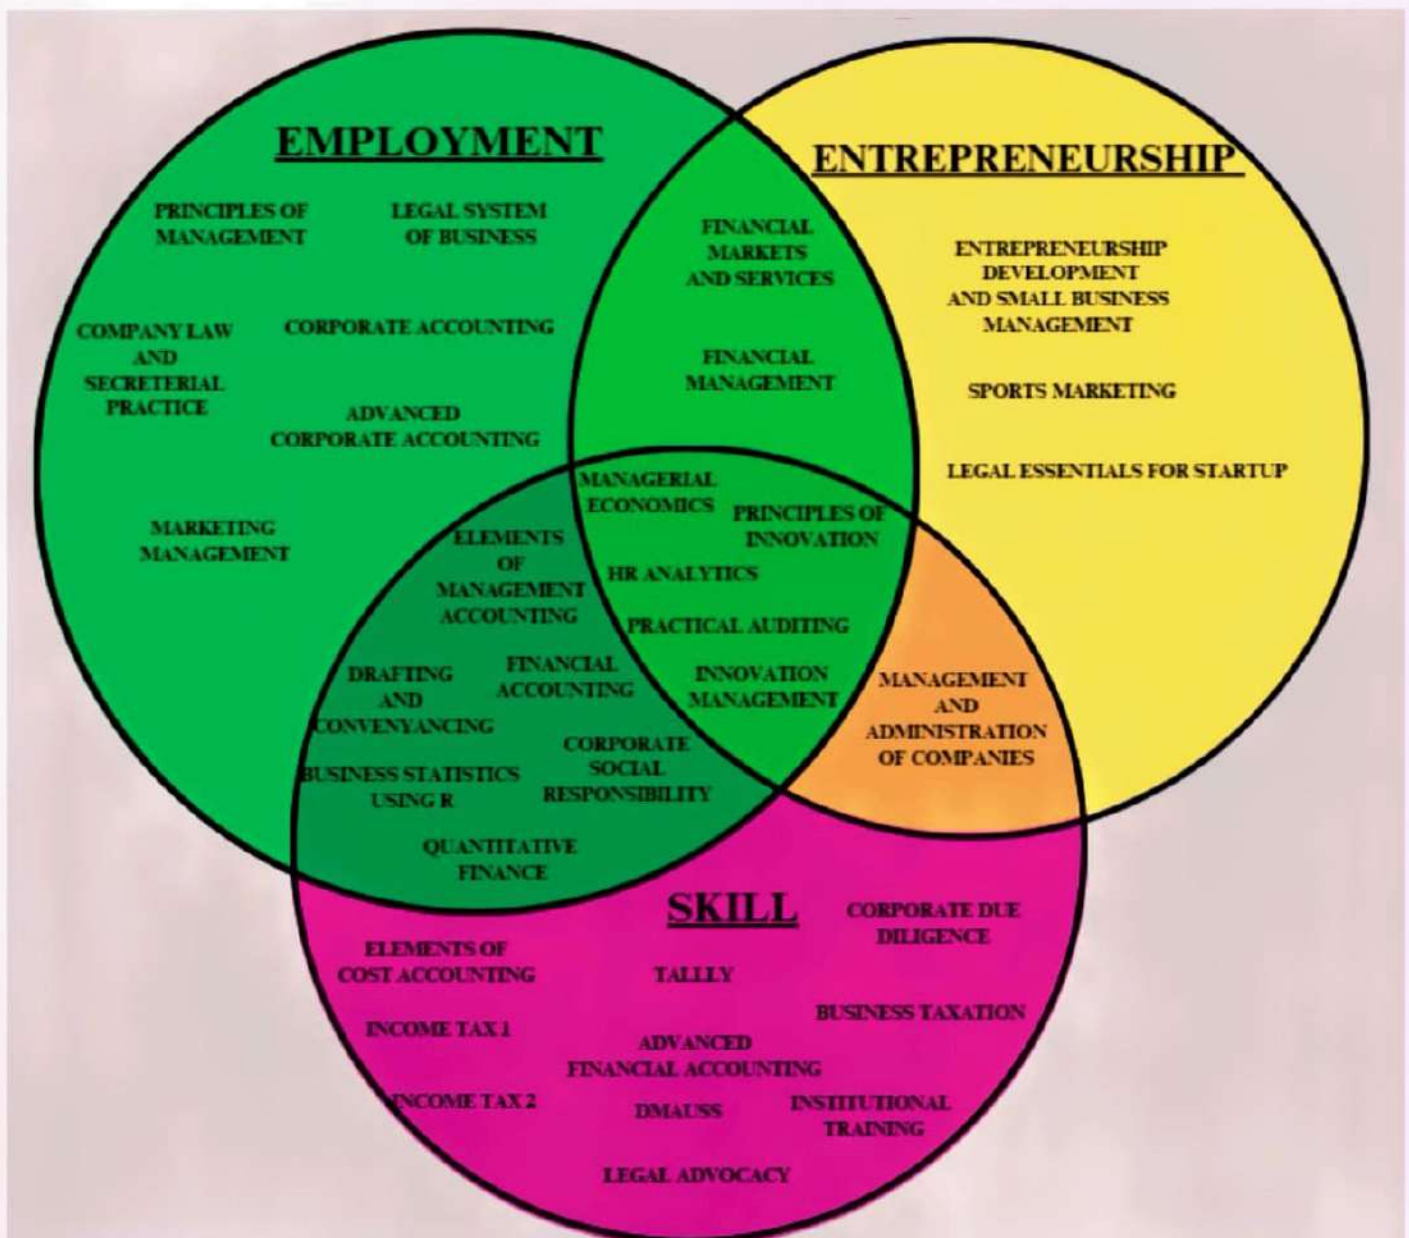 EMPLOYMENT
PRINCIPLES OF
MANAGEMENT
LEGAL SYSTEM
OF BUSINESS
COMPANY LAW
AND
SECRETERIAL
PRACTICE
CORPORATE ACCOUNTING
ADVANCED
CORPORATE ACCOUNTING
MARKETING
MANAGEMENT
ENTREPRENEURSHIP
FINANCIAL
MARKETS
AND SERVICES
FINANCIAL
MANAGEMENT
ENTREPRENEURSHIP
DEVELOPMENT
AND SMALL BUSINESS
MANAGEMENT
SPORTS MARKETING
LEGAL ESSENTIALS FOR STARTUP
MANAGERIAL
ECONOMICS
PRINCIPLES OF
INNOVATION
HR ANALYTICS
PRACTICAL AUDITING
INNOVATION
MANAGEMENT
ELEMENTS
OF
MANAGEMENT
ACCOUNTING
DRAFTING
AND
CONVENYANCING
FINANCIAL
ACCOUNTING
BUSINESS STATISTICS
USING R
CORPORATE
SOCIAL
RESPONSIBILITY
QUANTITATIVE
FINANCE
MANAGEMENT
AND
ADMINISTRATION
OF COMPANIES
SKILL
CORPORATE DUE
DILIGENCE
ELEMENTS OF
COST ACCOUNTING
TALLLY
BUSINESS TAXATION
INCOME TAX 1
ADVANCED
FINANCIAL ACCOUNTING
INCOME TAX 2
DMAUSS
INSTITUTIONAL
TRAINING
LEGAL ADVOCACY